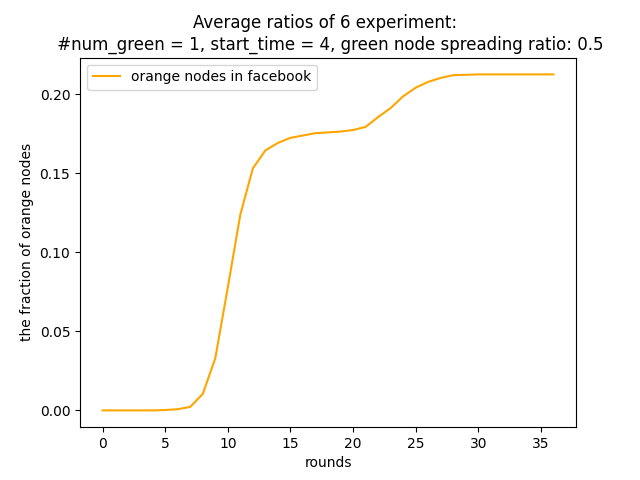 Average ratios of 6 experiment:
#num_green = 1, start_time = 4, green node spreading ratio: 0.5
orange nodes in facebook
the fraction of orange nodes
0.20
0.15
0.10
0.05
0.00
0 5 10 15 20 25 30 35
rounds